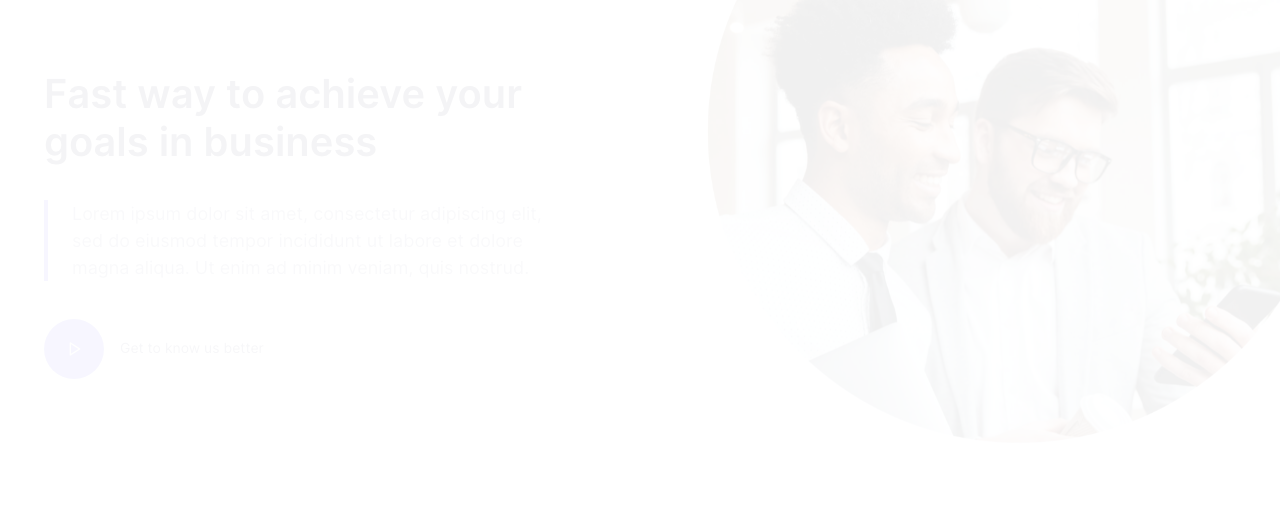 Fast way to achieve your
goals in business
Lorem ipsum dolor sit amet, consectetur adipiscing elit,
sed do eiusmod tempor incididunt ut labore et dolore
magna aliqua. Ut enim ad minim veniam, quis nostrud.
Get to know us better